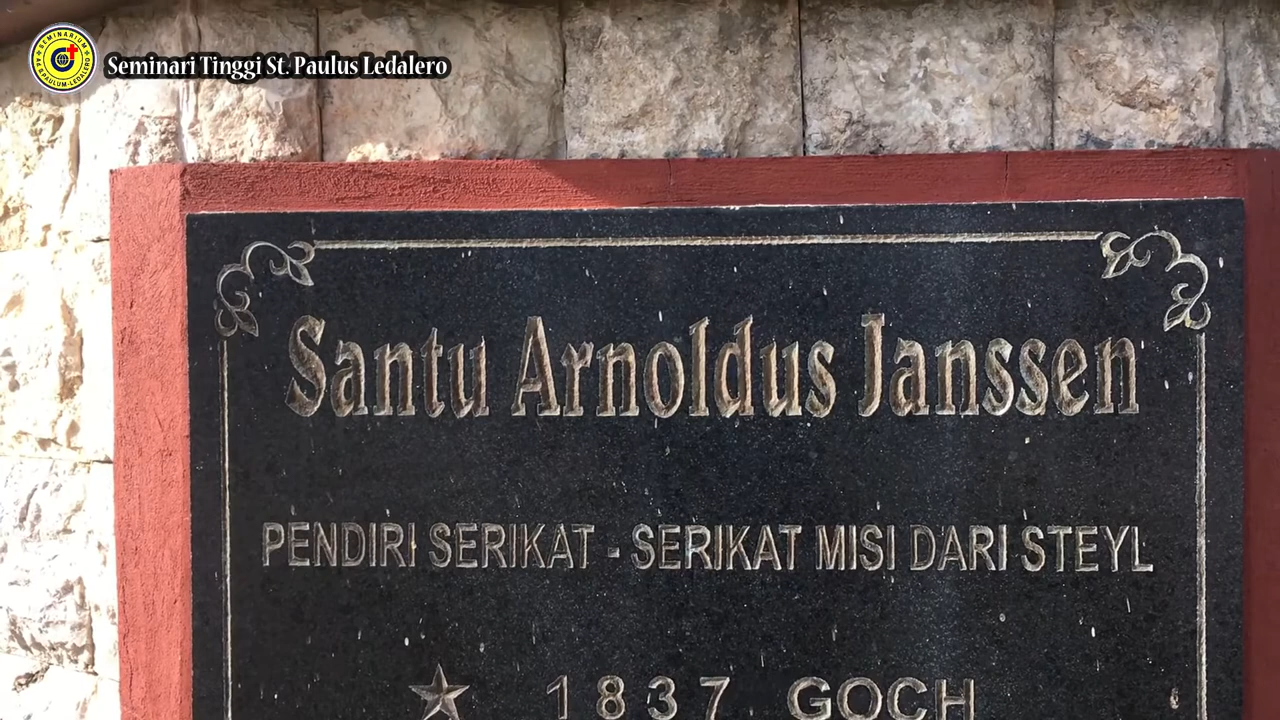 Seminari Tinggi St. Paulus Ledalero
Santu Arnoldus Janssen
PENDIRI SERIKAT - SERIKAT MISI DARI STEYL
1837 GOCH